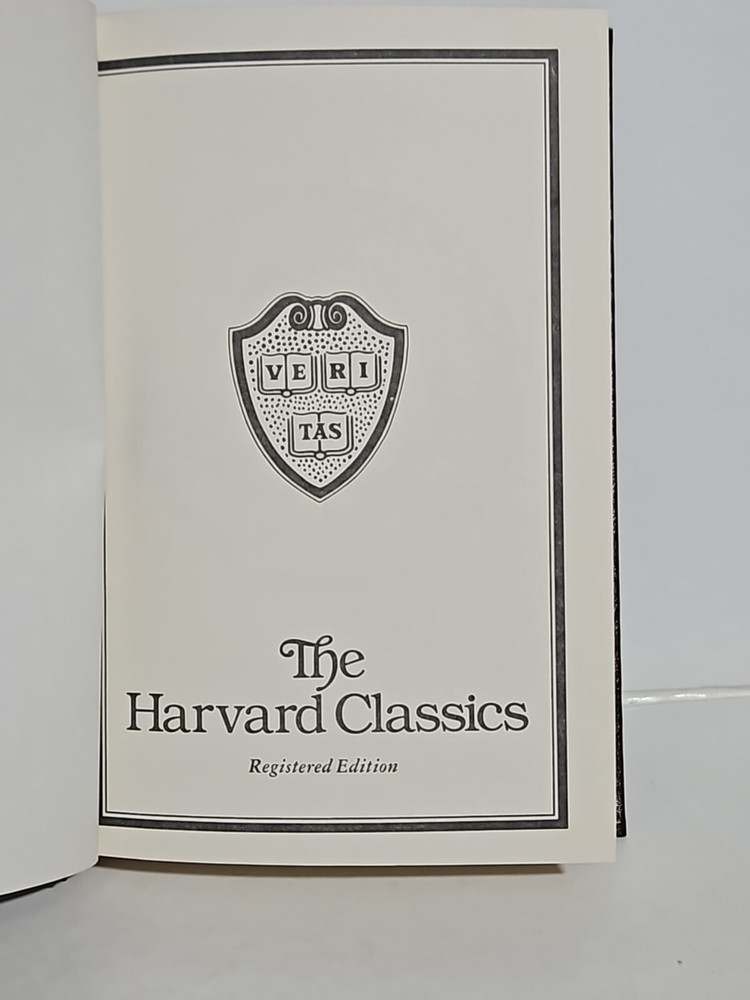 VE RI
TAS
The
Harvard Classics
Registered Edition